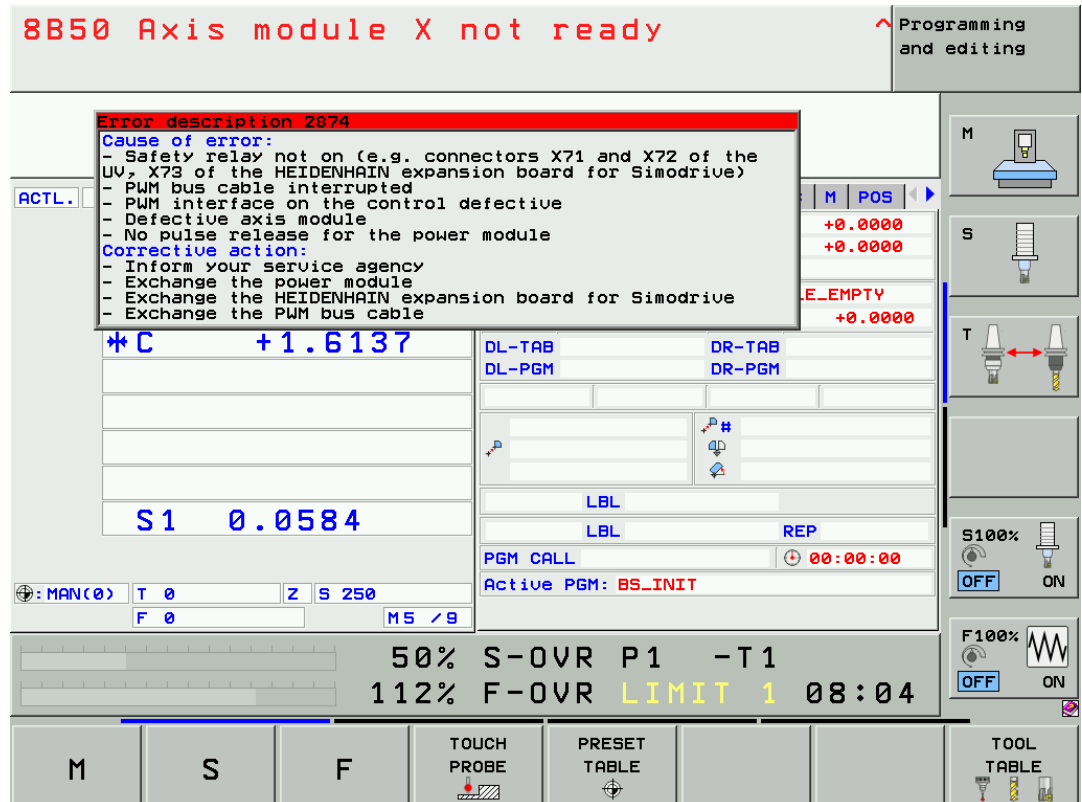 8B50 Axis module X not ready
^
Programming
and editing
Error description 2874
Cause of error:
- Safety relay not on (e.g. connectors X71 and X72 of the
UV, X73 of the HEIDENHAIN expansion board for Simodrive)
- PWM bus cable interrupted
- PWM interface on the control defective
- Defective axis module
- No pulse release for the power module
Corrective action:
- Inform your service agency
- Exchange the power module
- Exchange the HEIDENHAIN expansion board for Simodrive
- Exchange the PWM bus cable
ACTL.
M POS
+0.0000
+0.0000
LE_EMPTY
+0.0000
C +1.6137
DL-TAB DR-TAB
DL-PGM DR-PGM
#
LBL
S1 0.0584
LBL REP
PGM CALL 00:00:00
Active PGM: BS_INIT
: MAN(0) T 0 Z S 250
F 0 M5 /9
50% S-OVR P1 -T1
112% F-OVR LIMIT 1 08:04
M
S
T
S100%
OFF ON
F100%
OFF ON
M
S
F
TOUCH
PROBE
PRESET
TABLE
TOOL
TABLE